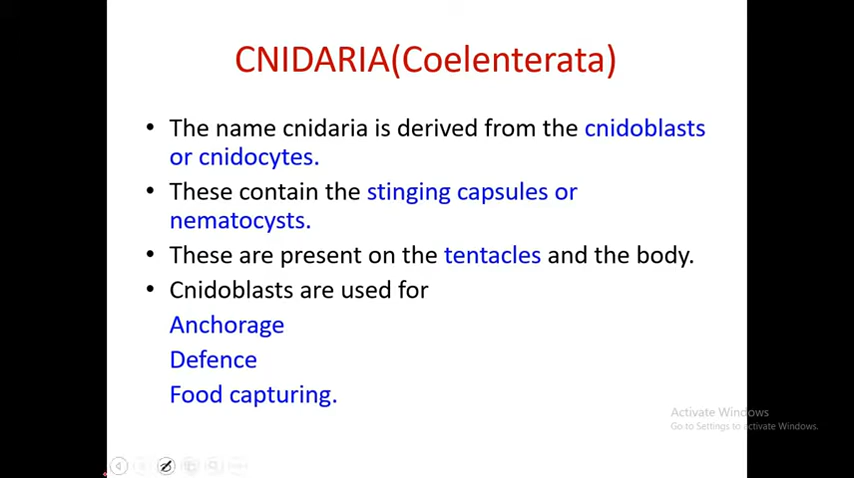 CNIDARIA(Coelenterata)
• The name cnidaria is derived from the cnidoblasts
or cnidocytes.
• These contain the stinging capsules or
nematocysts.
• These are present on the tentacles and the body.
• Cnidoblasts are used for
Anchorage
Defence
Food capturing.
Activate Windows
Go to Settings to activate Windows.